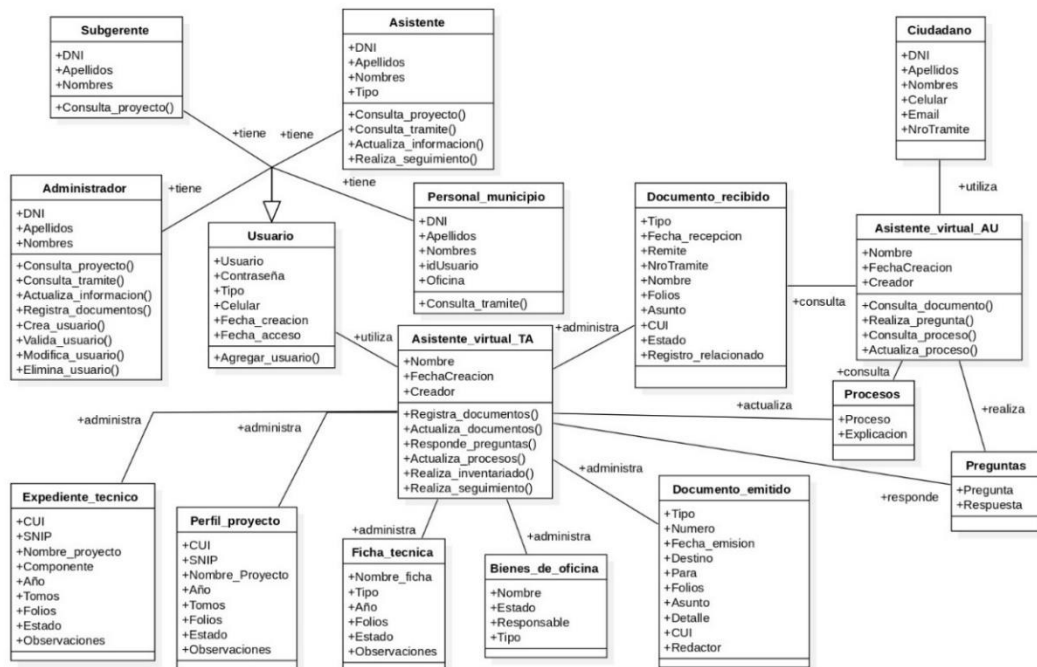 Subgerente
+DNI
+Apellidos
+Nombres
+Consulta_proyecto()
Asistente
+DNI
+Apellidos
+Nombres
+Tipo
+Consulta_proyecto()
+Consulta_tramite()
+Actualiza_informacion()
+Realiza_seguimiento()
Ciudadano
+DNI
+Apellidos
+Nombres
+Celular
+Email
+NroTramite
+tiene
+tiene
+tiene
+tiene
+utiliza
Administrador
+DNI
+Apellidos
+Nombres
+Consulta_proyecto()
+Consulta_tramite()
+Actualiza_informacion()
+Registra_documentos()
+Crea_usuario()
+Valida_usuario()
+Modifica_usuario()
+Elimina_usuario()
Usuario
+Usuario
+Contraseña
+Tipo
+Celular
+Fecha_creacion
+Fecha_acceso
+Agregar_usuario()
Personal_municipio
+DNI
+Apellidos
+Nombres
+idUsuario
+Oficina
+Consulta_tramite()
Documento_recibido
+Tipo
+Fecha_recepcion
+Remite
+NroTramite
+Nombre
+Folios
+Asunto
+CUI
+Estado
+Registro_relacionado
Asistente_virtual_AU
+Nombre
+FechaCreacion
+Creador
+Consulta_documento()
+Realiza_pregunta()
+Consulta_proceso()
+Actualiza_proceso()
+consulta
+utiliza
+administra
Asistente_virtual_TA
+Nombre
+FechaCreacion
+Creador
+Registra_documentos()
+Actualiza_documentos()
+Responde_preguntas()
+Actualiza_procesos()
+Realiza_inventariado()
+Realiza_seguimiento()
+consulta
Procesos
+Proceso
+Explicacion
+actualiza
+realiza
+administra
+administra
+administra
Preguntas
+Pregunta
+Respuesta
+responde
Expediente_tecnico
+CUI
+SNIP
+Nombre_proyecto
+Componente
+Año
+Tomos
+Folios
+Estado
+Observaciones
Perfil_proyecto
+CUI
+SNIP
+Nombre_Proyecto
+Año
+Tomos
+Folios
+Estado
+Observaciones
+administra
Ficha_tecnica
+Nombre_ficha
+Tipo
+Año
+Folios
+Estado
+Observaciones
+administra
Bienes_de_oficina
+Nombre
+Estado
+Responsable
+Tipo
Documento_emitido
+Tipo
+Numero
+Fecha_emision
+Destino
+Para
+Folios
+Asunto
+Detalle
+CUI
+Redactor